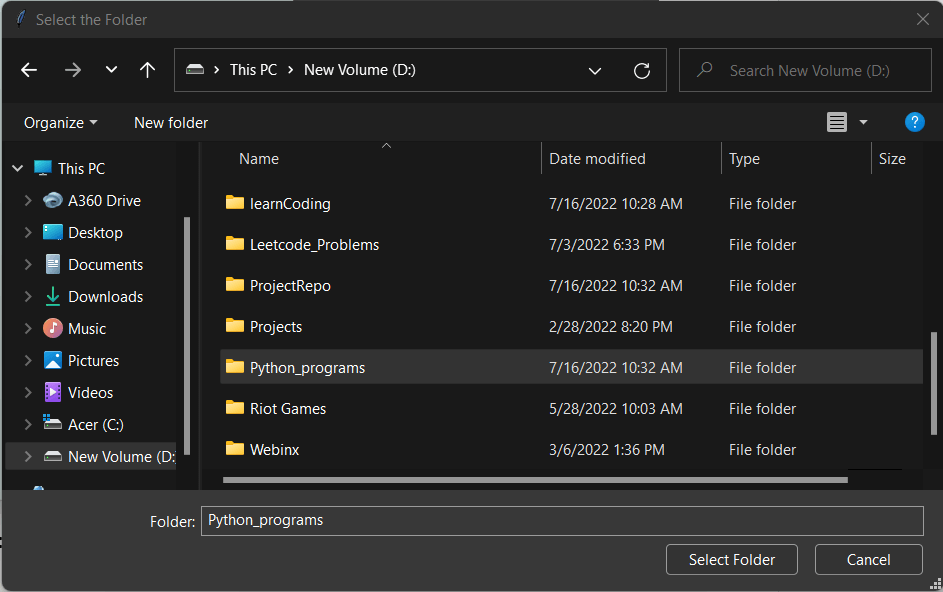 Select the Folder
This PC New Volume (D:)
Search New Volume (D:)
Organize New folder
?
Name Date modified Type Size
This PC
A360 Drive
Desktop
Documents
Downloads
Music
Pictures
Videos
Acer (C:)
New Volume (D:
learnCoding 7/16/2022 10:28 AM File folder
Leetcode_Problems 7/3/2022 6:33 PM File folder
ProjectRepo 7/16/2022 10:32 AM File folder
Projects 2/28/2022 8:20 PM File folder
Python_programs 7/16/2022 10:32 AM File folder
Riot Games 5/28/2022 10:03 AM File folder
Webinx 3/6/2022 1:36 PM File folder
Folder: Python_programs
Select Folder Cancel